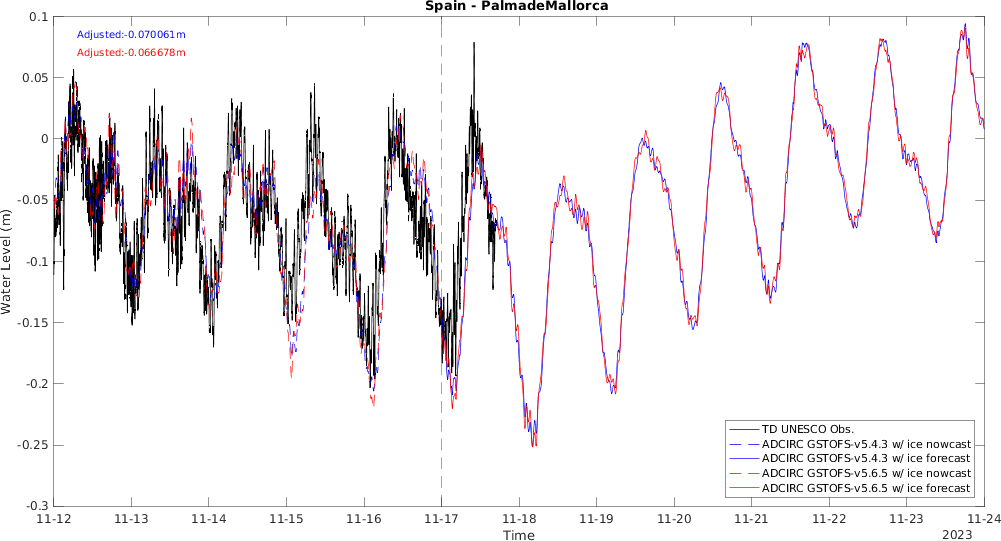 Spain - PalmadeMallorca
Adjusted:-0.070061m
Adjusted:-0.066678m
0.1
0.05
0
-0.05
-0.1
-0.15
-0.2
-0.25
-0.3
Water Level (m)
TD UNESCO Obs.
ADCIRC GSTOFS-v5.4.3 w/ ice nowcast
ADCIRC GSTOFS-v5.4.3 w/ ice forecast
ADCIRC GSTOFS-v5.6.5 w/ ice nowcast
ADCIRC GSTOFS-v5.6.5 w/ ice forecast
11-12 11-13 11-14 11-15 11-16 11-17 11-18 11-19 11-20 11-21 11-22 11-23 11-24
Time
2023